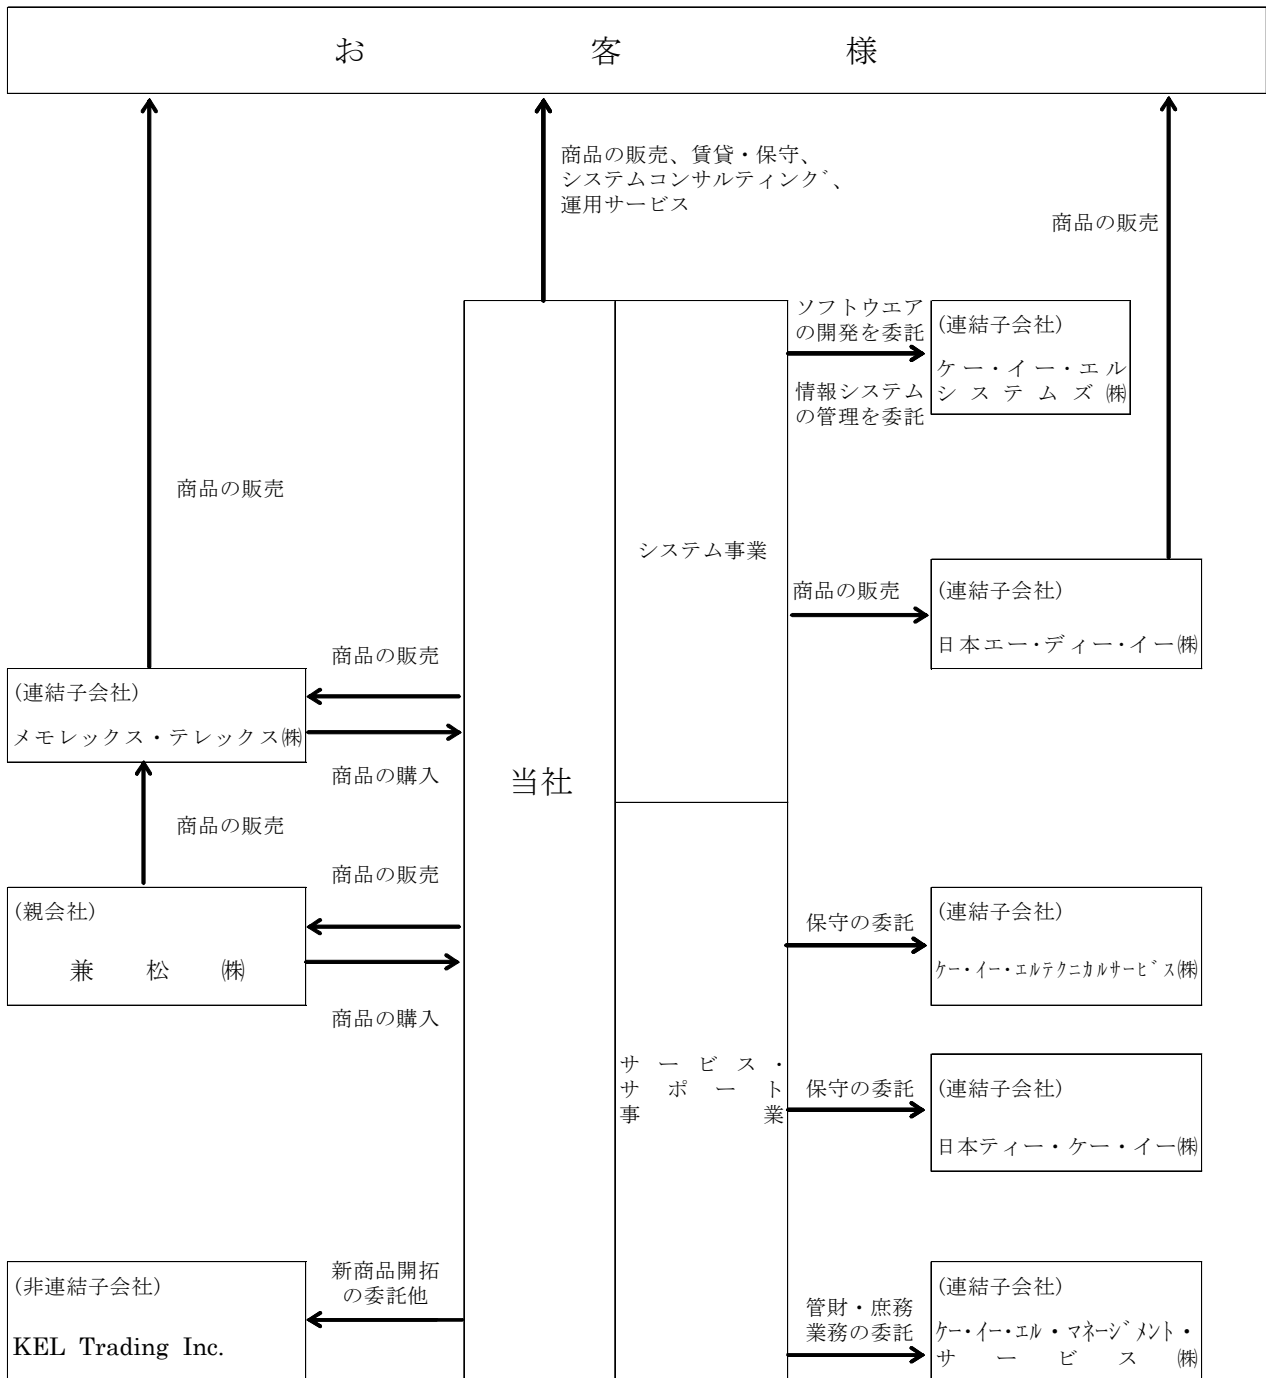 お客様
商品の販売、賃貸・保守、
システムコンサルティング、
運用サービス
商品の販売
商品の販売
当社
システム事業
サービス・
サポート
事業
ソフトウエア
の開発を委託
情報システム
の管理を委託
(連結子会社)
ケー・イー・エル
システムズ㈱
商品の販売
(連結子会社)
日本エー・ディー・イー㈱
(連結子会社)
メモレックス・テレックス㈱
商品の販売
商品の購入
商品の販売
(親会社)
兼松㈱
商品の販売
商品の購入
保守の委託
(連結子会社)
ケー・イー・エルテクニカルサービス㈱
保守の委託
(連結子会社)
日本ティー・ケー・イー㈱
(非連結子会社)
KEL Trading Inc.
新商品開拓
の委託他
管財・庶務
業務の委託
(連結子会社)
ケー・イー・エル・マネージメント・
サービス㈱